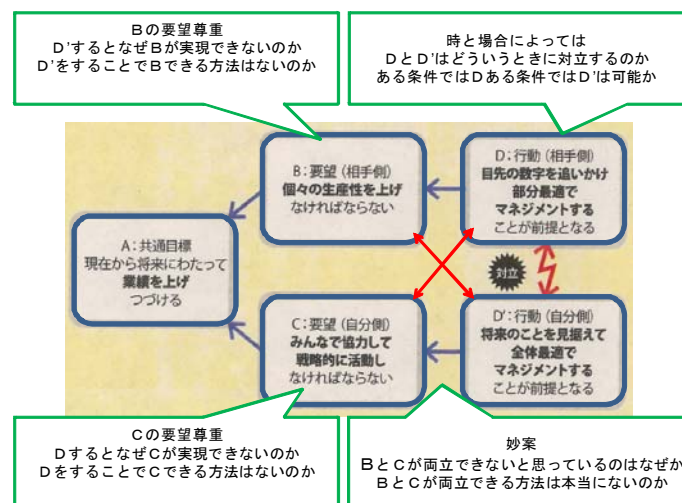 Bの要望尊重
D'するとなぜBが実現できないのか
D'をすることでBできる方法はないのか
時と場合によっては
DとD'はどういうときに対立するのか
ある条件ではDある条件ではD'は可能か
B：要望（相手側）
個々の生産性を上げ
なければならない
D：行動（相手側）
目先の数字を追いかけ
部分最適で
マネジメントする
ことが前提となる
A：共通目標
現在から将来にわたって
業績を上げ
つづける
対立
C：要望（自分側）
みんなで協力して
戦略的に活動し
なければならない
D'：行動（自分側）
将来のことを見据えて
全体最適で
マネジメントする
ことが前提となる
Cの要望尊重
DするとなぜCが実現できないのか
DをすることでCできる方法はないのか
妙案
BとCが両立できないと思っているのはなぜか
BとCが両立できる方法は本当にないのか